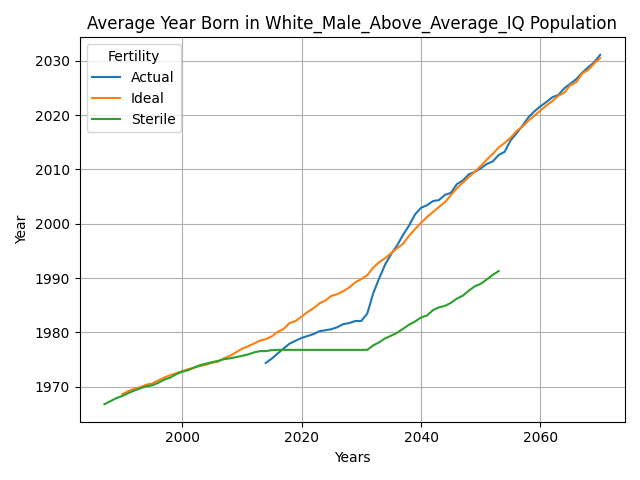 Average Year Born in White_Male_Above_Average_IQ Population
Fertility
Actual
Ideal
Sterile
2030
2020
2010
2000
1990
1980
1970
Year
2000
2020
2040
2060
Years